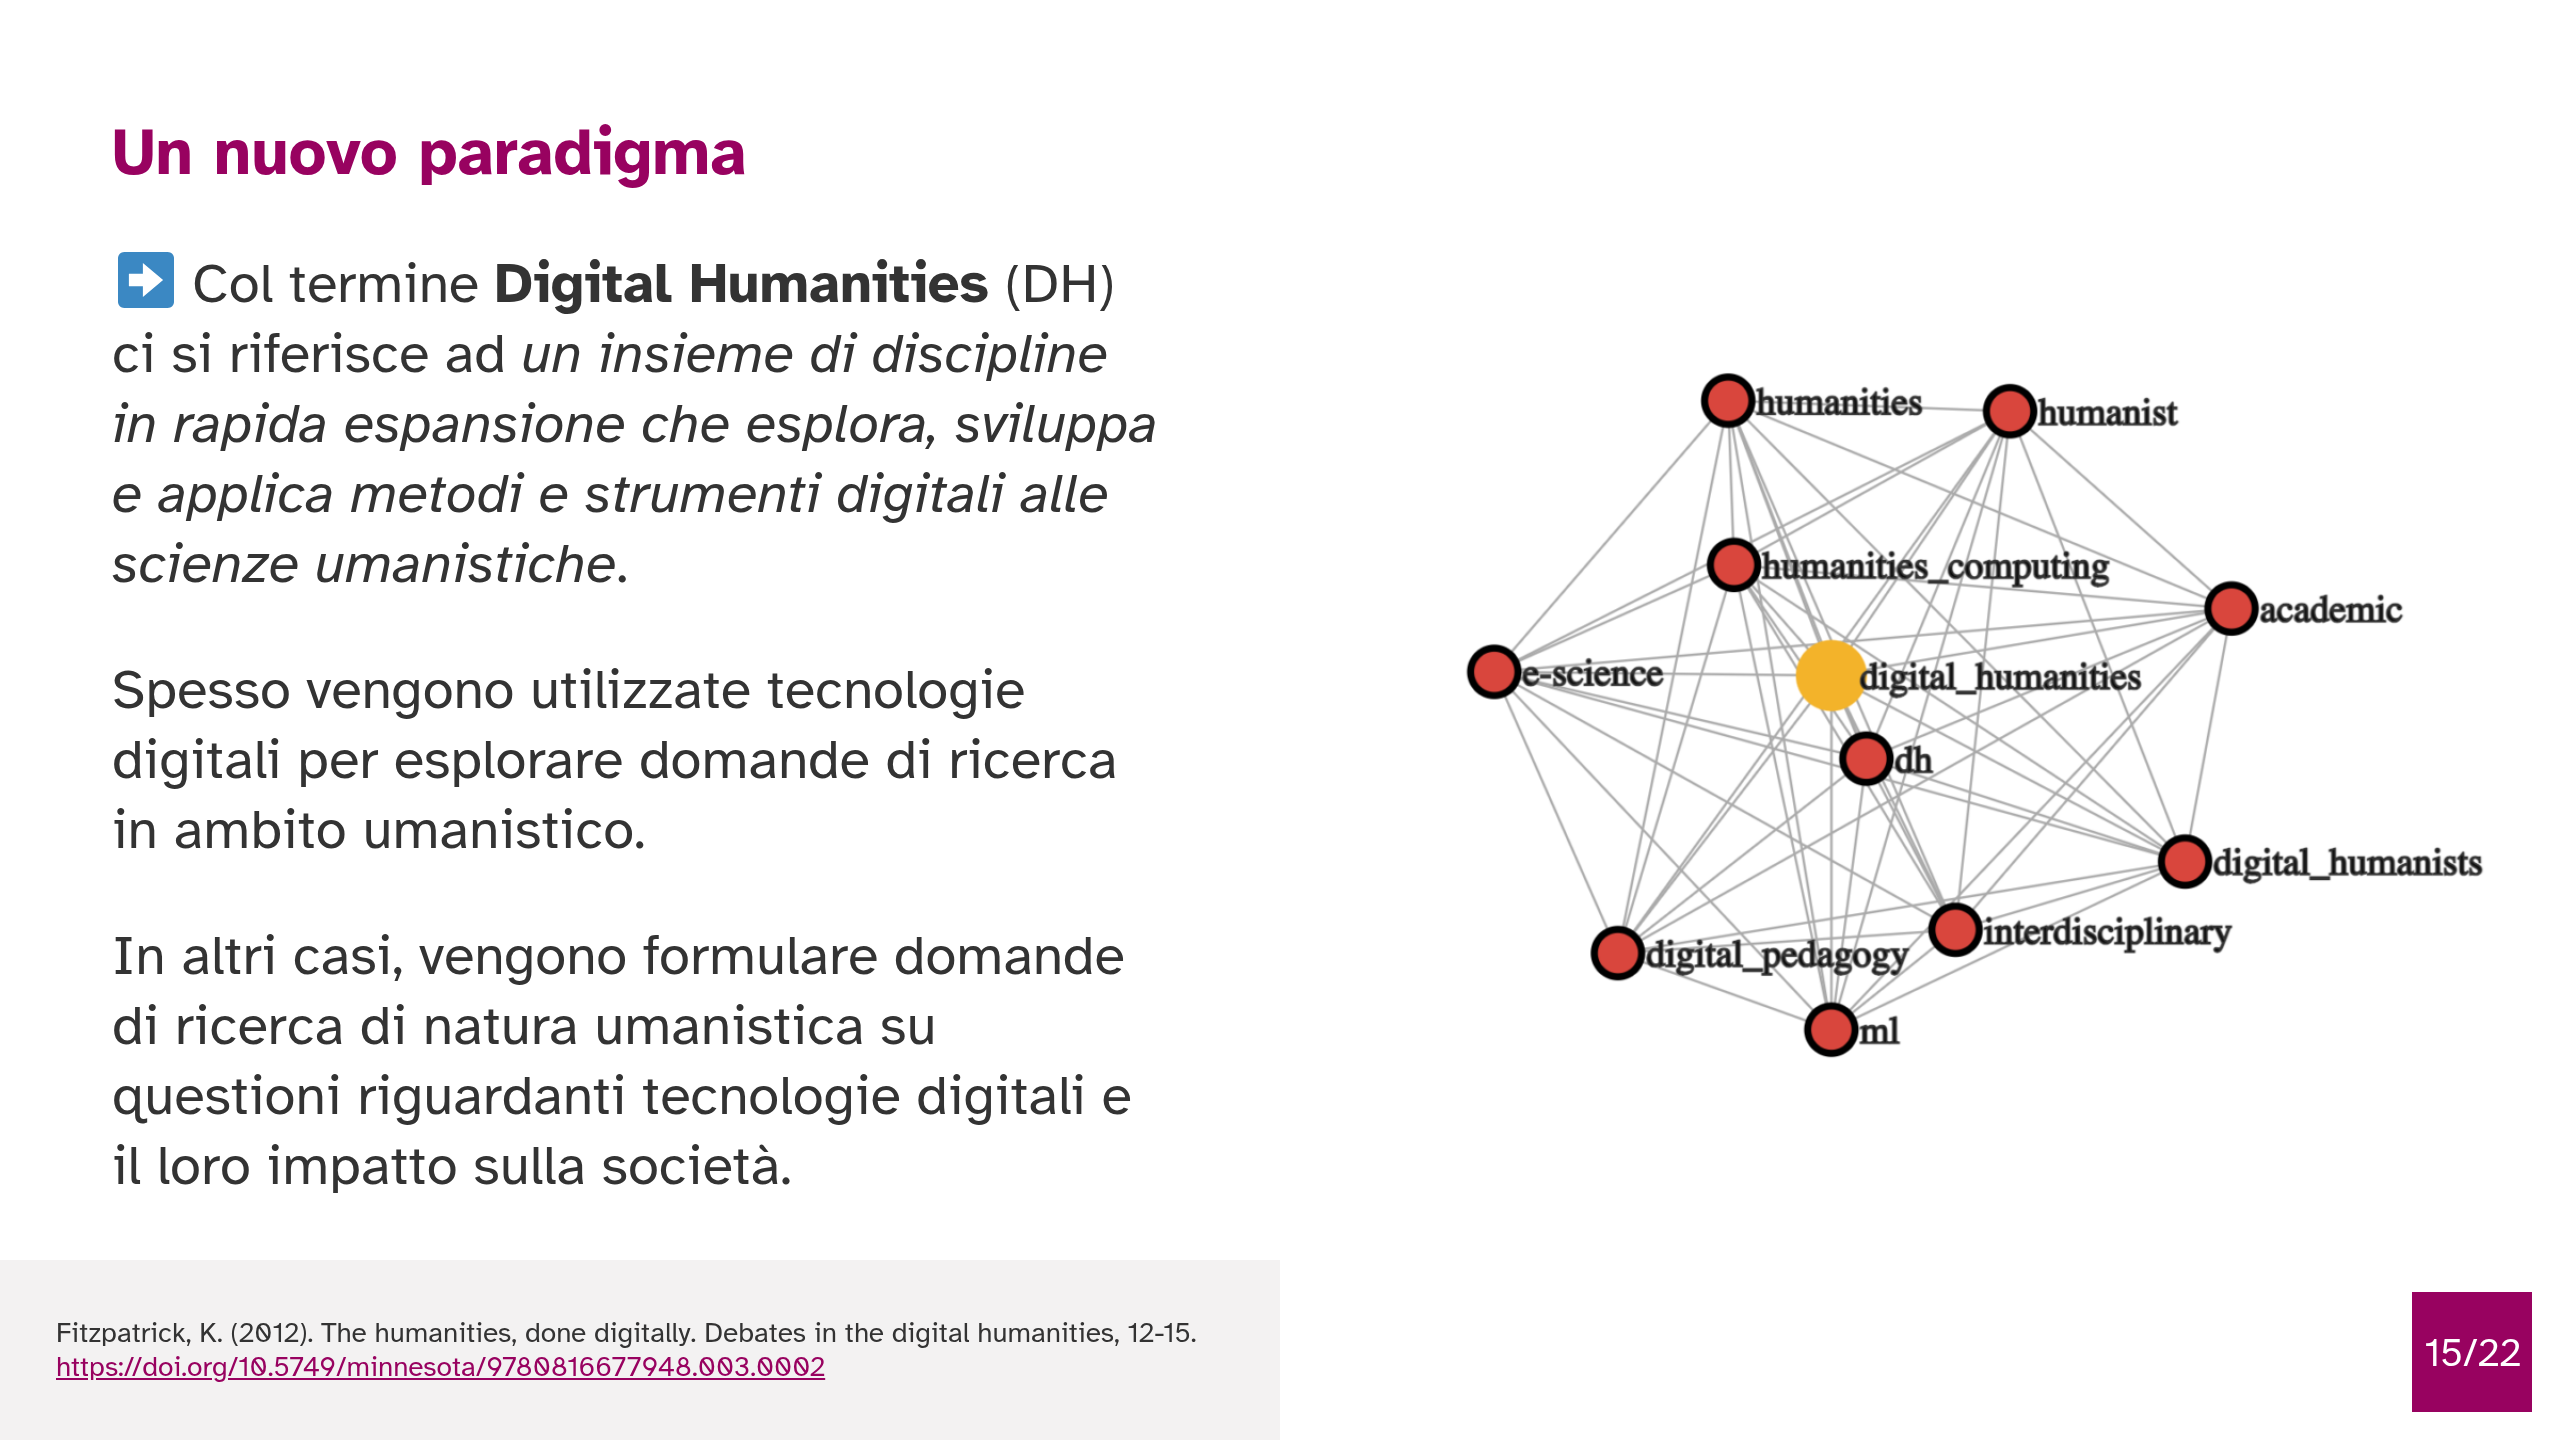 Un nuovo paradigma
➡️ Col termine Digital Humanities (DH)
ci si riferisce ad un insieme di discipline
in rapida espansione che esplora, sviluppa
e applica metodi e strumenti digitali alle
scienze umanistiche.
Spesso vengono utilizzate tecnologie
digitali per esplorare domande di ricerca
in ambito umanistico.
In altri casi, vengono formulare domande
di ricerca di natura umanistica su
questioni riguardanti tecnologie digitali e
il loro impatto sulla società.
humanities
humanist
humanities_computing
academic
e-science
digital_humanities
dh
digital_humanists
interdisciplinary
digital_pedagogy
ml
Fitzpatrick, K. (2012). The humanities, done digitally. Debates in the digital humanities, 12-15.
https://doi.org/10.5749/minnesota/9780816677948.003.0002
15/22